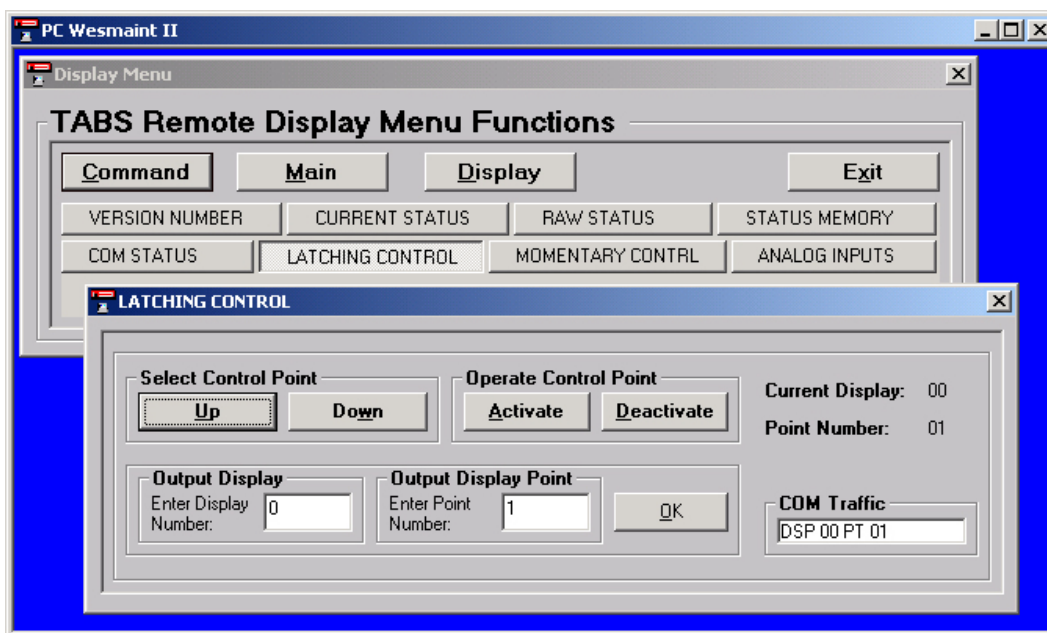 PC Wesmaint II
Display Menu
TABS Remote Display Menu Functions
Command Main Display Exit
VERSION NUMBER CURRENT STATUS RAW STATUS STATUS MEMORY
COM STATUS LATCHING CONTROL MOMENTARY CONTRL ANALOG INPUTS
LATCHING CONTROL
Select Control Point Operate Control Point
Up Down Activate Deactivate
Current Display: 00
Point Number: 01
Output Display Output Display Point
Enter Display Number: 0
Enter Point Number: 1
OK
COM Traffic
DSP 00 PT 01